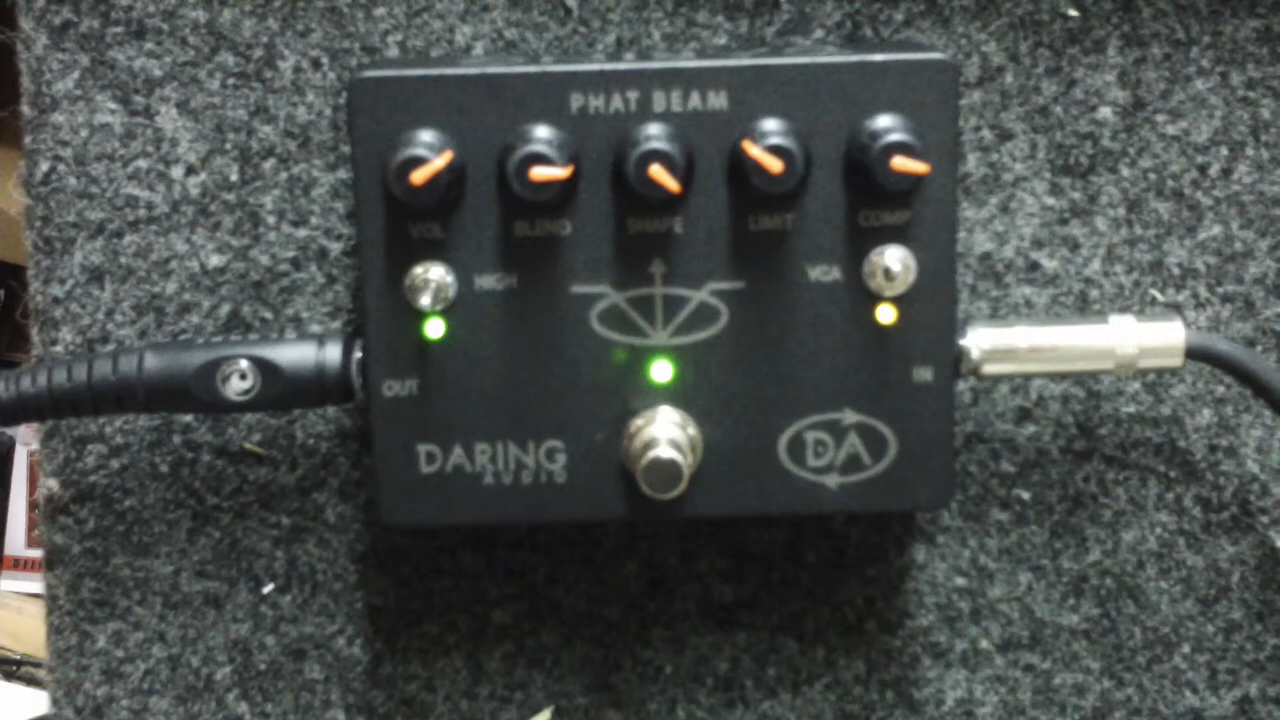 PHAT BEAM
VOL BLEND SHAPE LIMIT COMP
HIGH VCA
OUT IN
DARING
AUDIO
DA